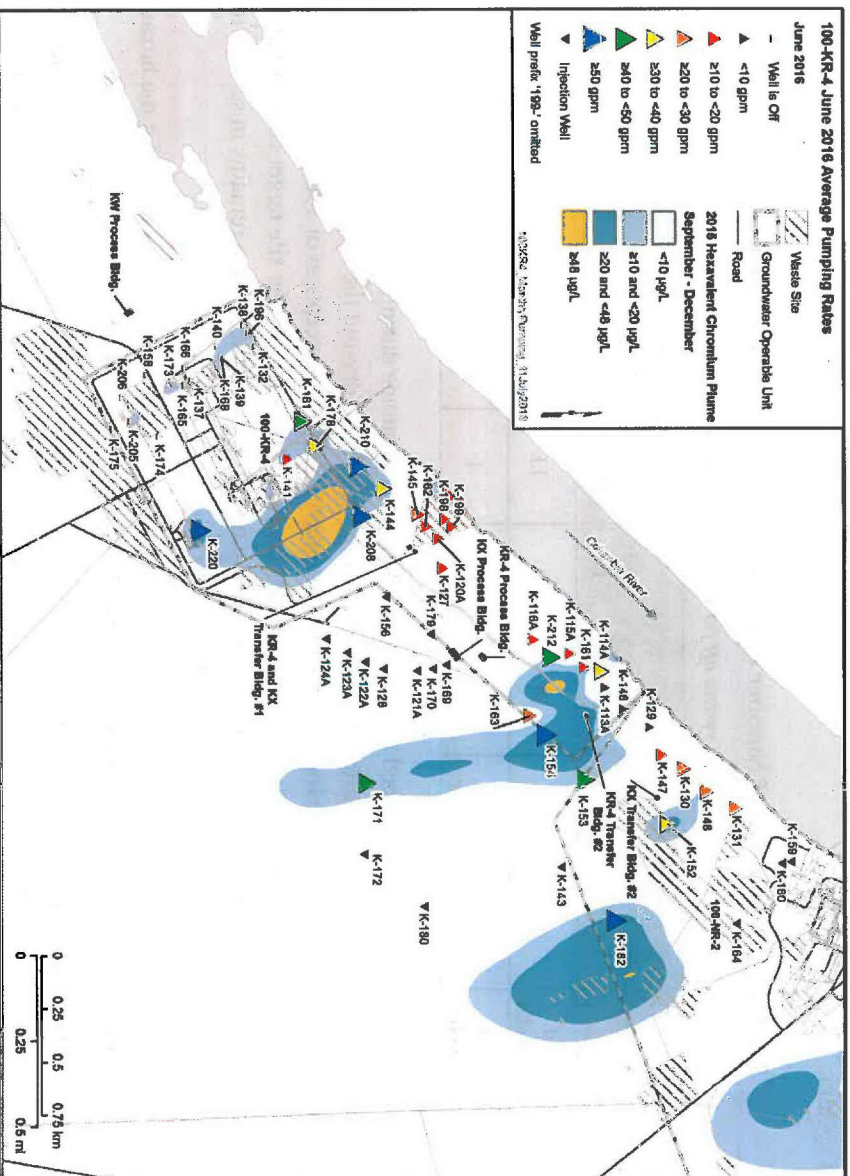 100-KR-4 June 2016 Average Pumping Rates
June 2016
Well is Off
<10 gpm
≥10 to <20 gpm
≥20 to <30 gpm
≥30 to <40 gpm
≥40 to <50 gpm
≥50 gpm
Injection Well
Well prefix '199-' omitted
Waste Site
Groundwater Operable Unit
Road
2015 Hexavalent Chromium Plume
September - December
<10 µg/L
≥10 and <20 µg/L
≥20 and <48 µg/L
≥48 µg/L
Columbia River
KW Process Bldg.
K-196
K-138
K-140
K-132
K-139
K-168
K-137
K-166
K-173
K-165
K-158
K-206
K-205
K-174
K-175
K-181
K-178
100-KR-4
K-141
K-210
K-144
K-208
K-220
K-145
K-162
K-198
K-199
K-120A
K-127
KX Process Bldg.
KR-4 Process Bldg.
K-179
K-156
K-124A
K-123A
K-122A
K-128
K-121A
K-170
K-169
KR-4 and KX
Transfer Bldg. #1
K-116A
K-212
K-115A
K-161
K-114A
K-113A
K-146
K-129
K-163
K-154
K-153
K-171
K-172
KR-4 Transfer
Bldg. #2
KX Transfer Bldg. #2
K-147
K-130
K-148
K-131
K-152
K-159
K-160
K-164
100-NR-2
K-143
K-180
K-182
0 0.25 0.5 0.75 km
0 0.25 0.5 mi